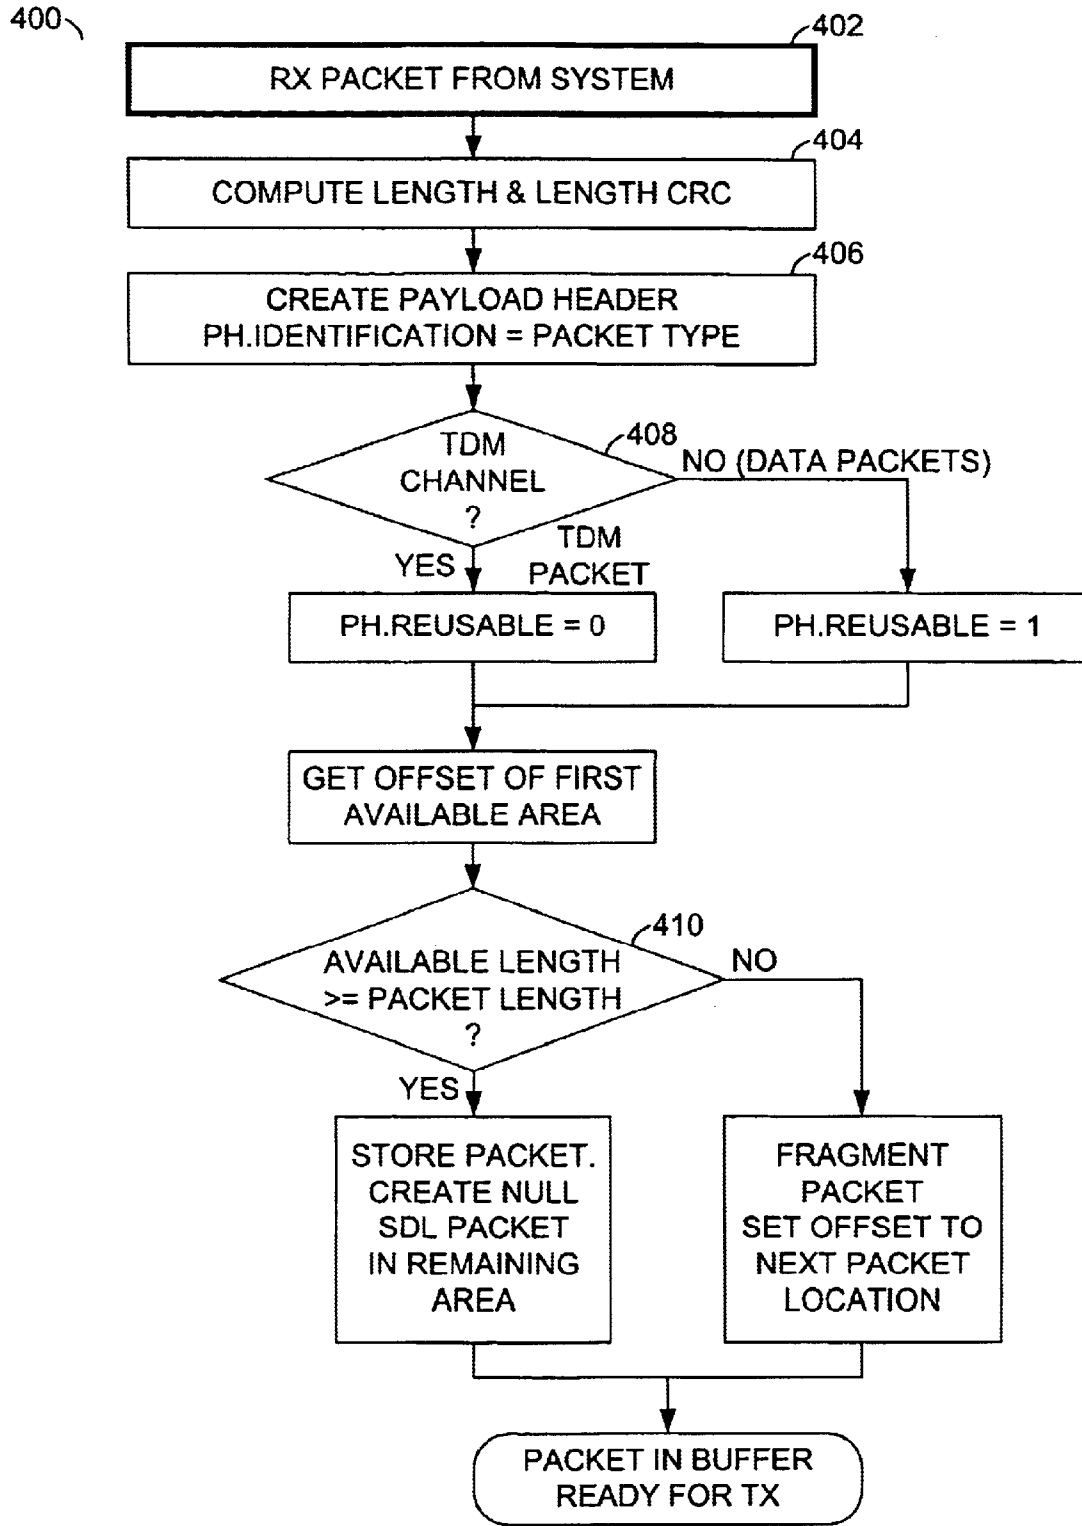 400
402
RX PACKET FROM SYSTEM
404
COMPUTE LENGTH & LENGTH CRC
406
CREATE PAYLOAD HEADER
PH.IDENTIFICATION = PACKET TYPE
408
TDM
CHANNEL
?
NO (DATA PACKETS)
YES
TDM
PACKET
PH.REUSABLE = 0
PH.REUSABLE = 1
GET OFFSET OF FIRST
AVAILABLE AREA
410
AVAILABLE LENGTH
>= PACKET LENGTH
?
NO
YES
STORE PACKET.
CREATE NULL
SDL PACKET
IN REMAINING
AREA
FRAGMENT
PACKET
SET OFFSET TO
NEXT PACKET
LOCATION
PACKET IN BUFFER
READY FOR TX